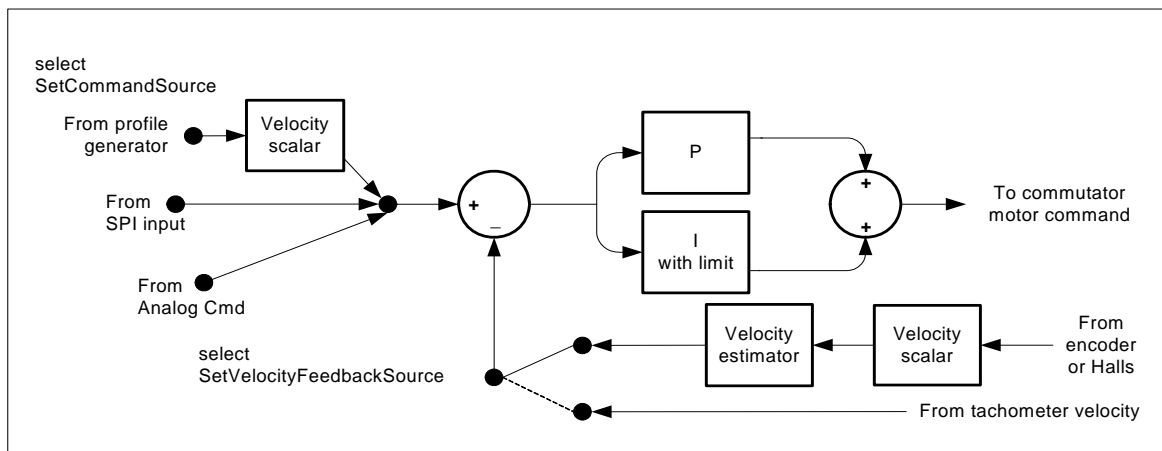 select
SetCommandSource
From profile
generator
Velocity
scalar
From
SPI input
From
Analog Cmd
+
–
P
I
with limit
+
+
To commutator
motor command
select
SetVelocityFeedbackSource
Velocity
estimator
Velocity
scalar
From
encoder
or Halls
From tachometer velocity